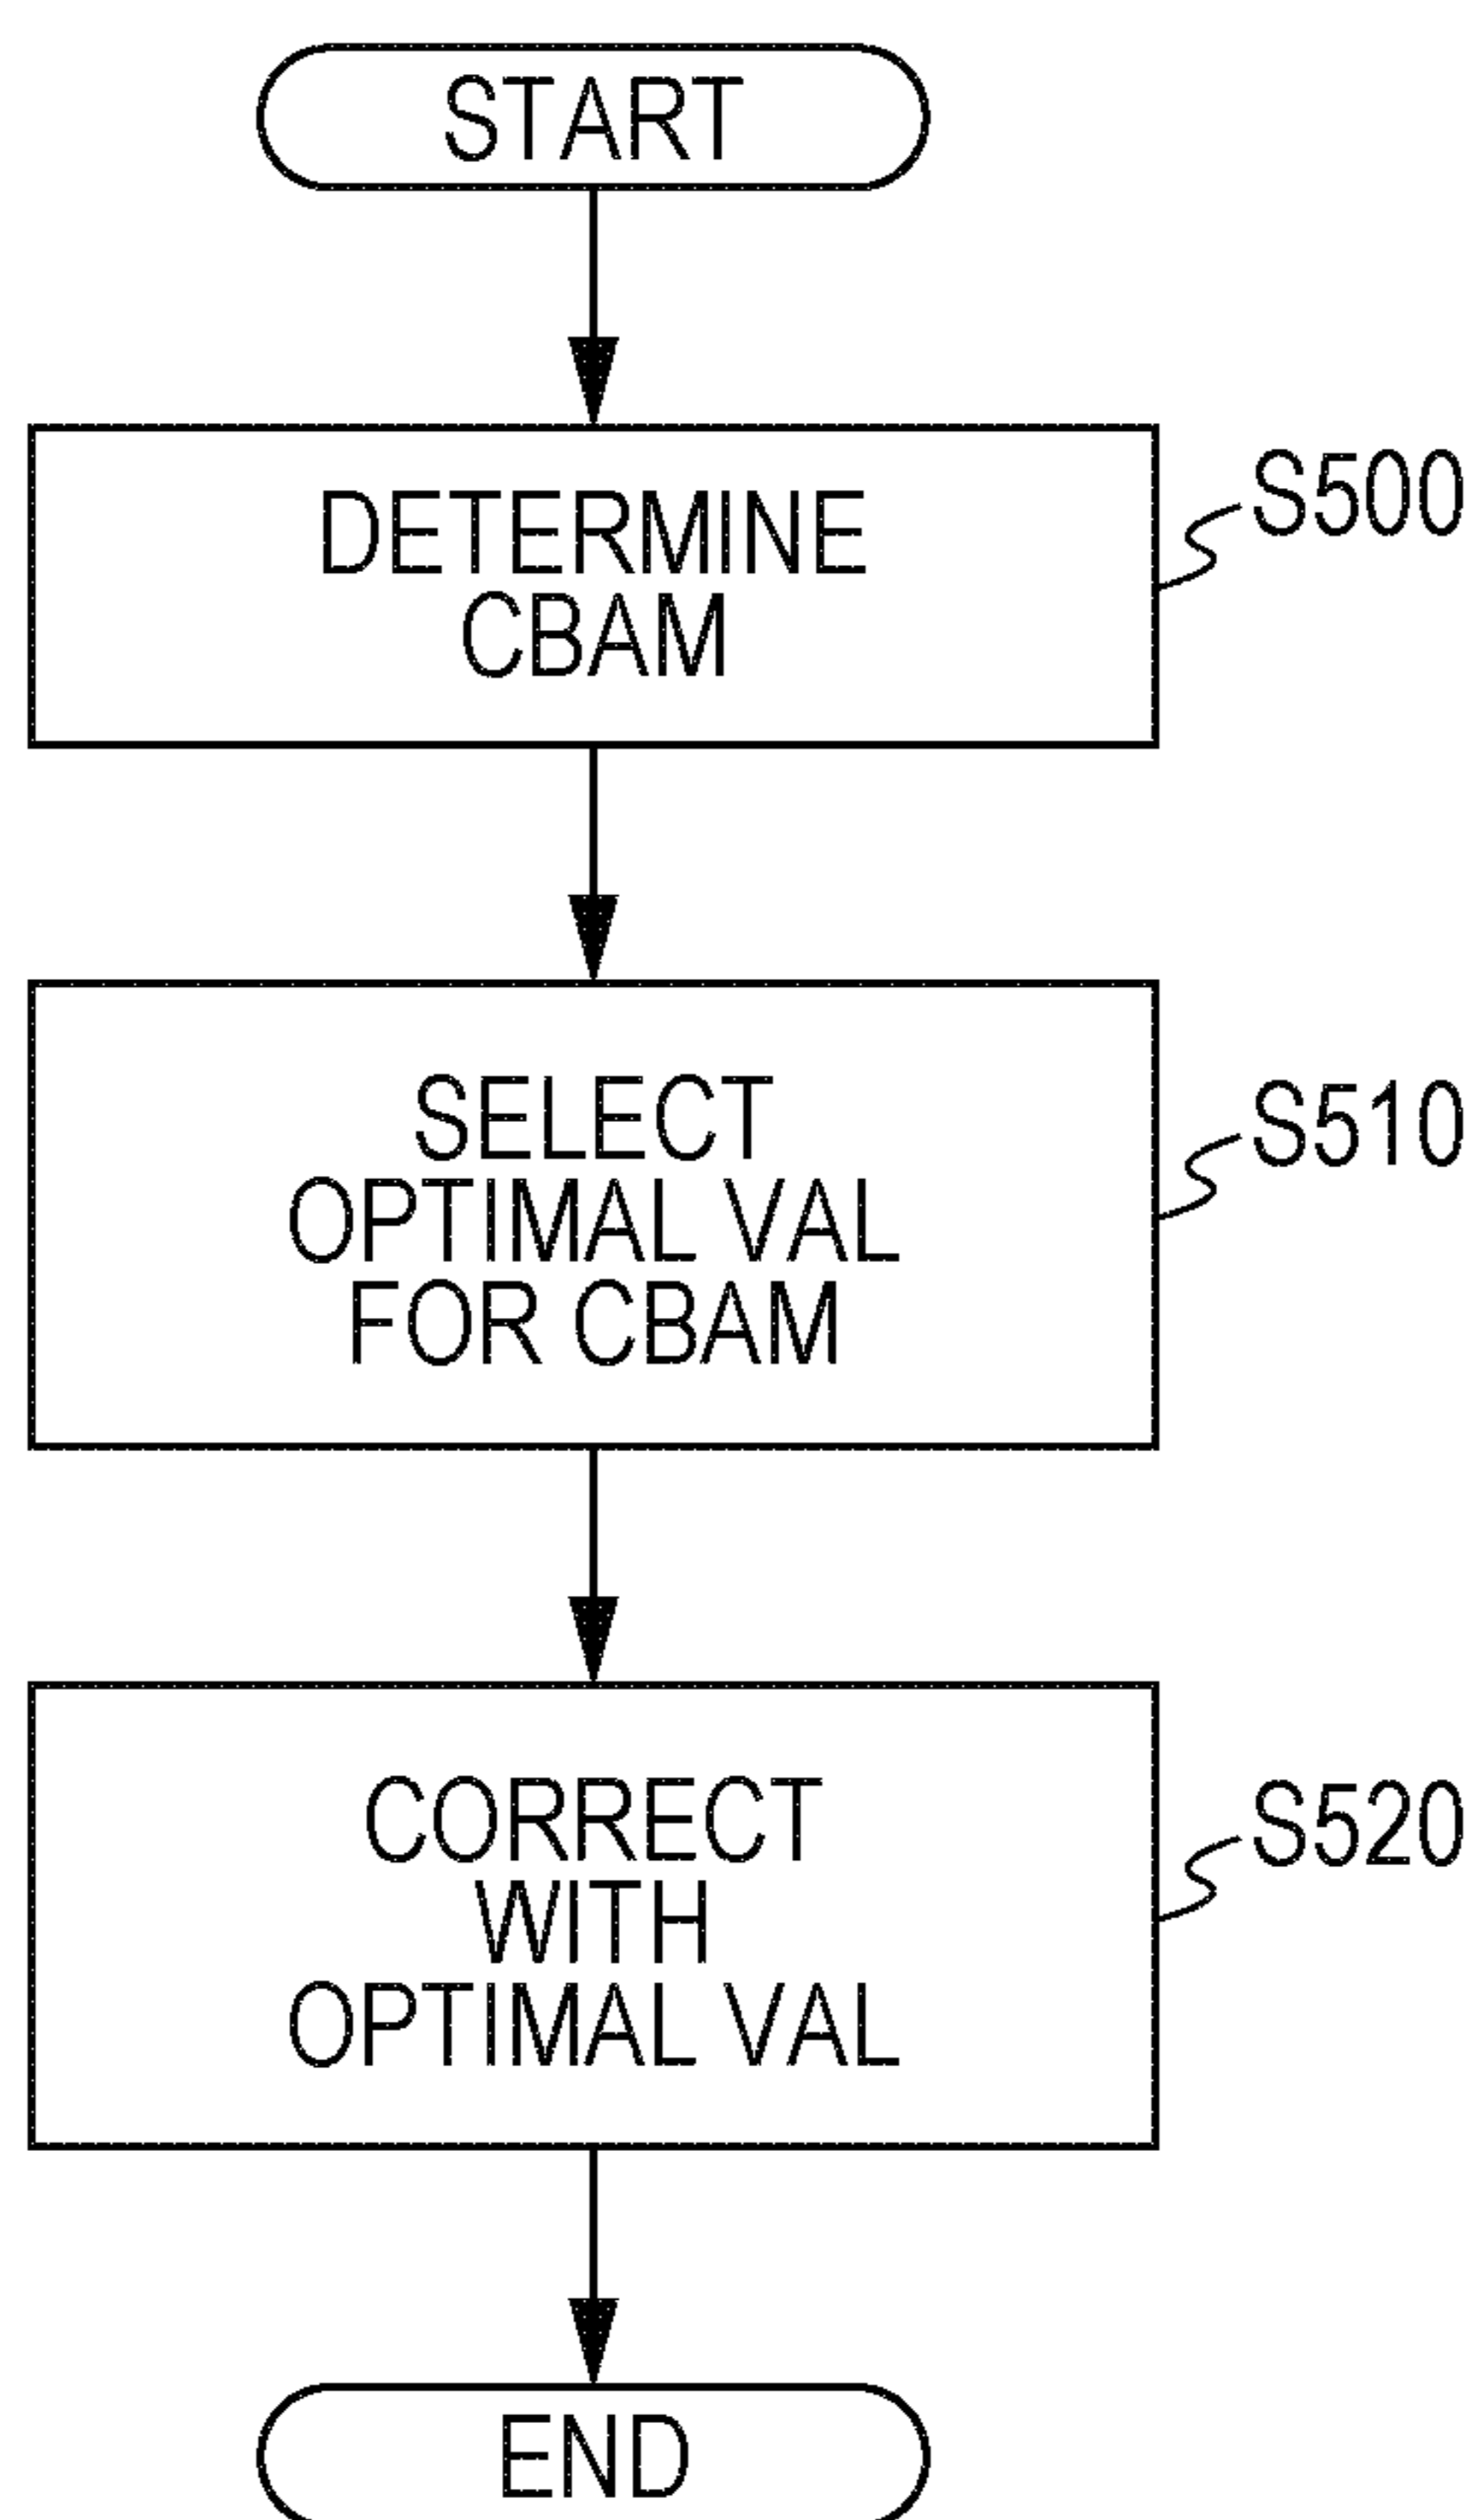 START
DETERMINE
CBAM
S500
SELECT
OPTIMAL VAL
FOR CBAM
S510
CORRECT
WITH
OPTIMAL VAL
S520
END